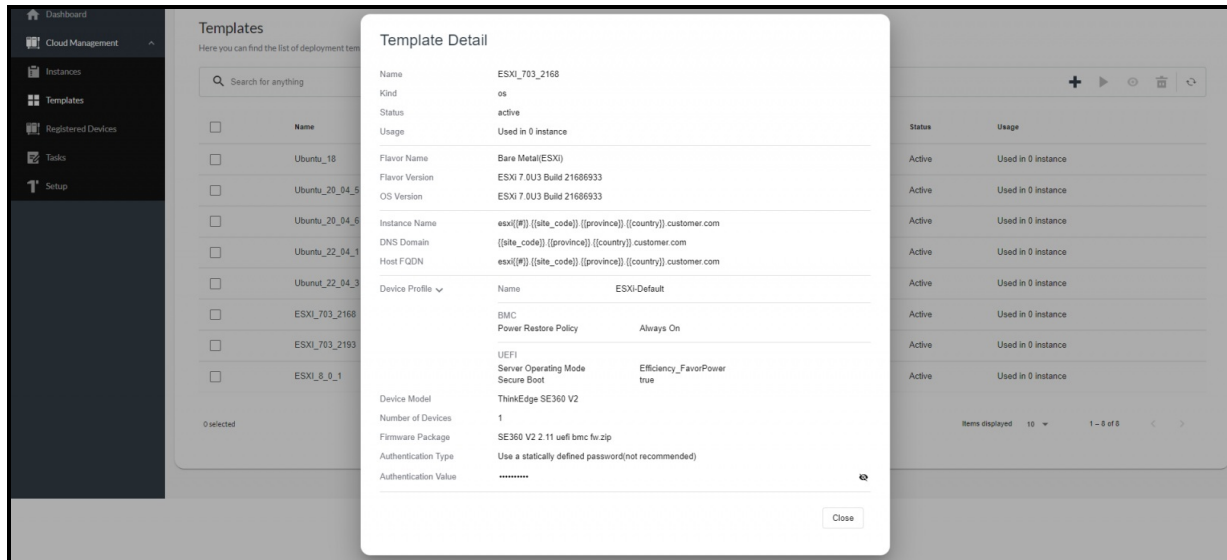 Dashboard
Cloud Management
Instances
Templates
Registered Devices
Tasks
Setup
Templates
Here you can find the list of deployment tem
Search for anything
Name Status Usage
Ubuntu_18 Active Used in 0 instance
Ubuntu_20_04_5 Active Used in 0 instance
Ubuntu_20_04_6 Active Used in 0 instance
Ubuntu_22_04_1 Active Used in 0 instance
Ubunut_22_04_3 Active Used in 0 instance
ESXI_703_2168 Active Used in 0 instance
ESXI_703_2193 Active Used in 0 instance
ESXI_8_0_1 Active Used in 0 instance
0 selected Items displayed 10 1 – 8 of 8
Template Detail
Name ESXI_703_2168
Kind os
Status active
Usage Used in 0 instance
Flavor Name Bare Metal(ESXi)
Flavor Version ESXi 7.0U3 Build 21686933
OS Version ESXi 7.0U3 Build 21686933
Instance Name esxi{{#}}.{{site_code}}.{{province}}.{{country}}.customer.com
DNS Domain {{site_code}}.{{province}}.{{country}}.customer.com
Host FQDN esxi{{#}}.{{site_code}}.{{province}}.{{country}}.customer.com
Device Profile Name ESXi-Default
BMC
Power Restore Policy Always On
UEFI
Server Operating Mode Efficiency_FavorPower
Secure Boot true
Device Model ThinkEdge SE360 V2
Number of Devices 1
Firmware Package SE360 V2 2.11 uefi bmc fw.zip
Authentication Type Use a statically defined password(not recommended)
Authentication Value ••••••••••
Close